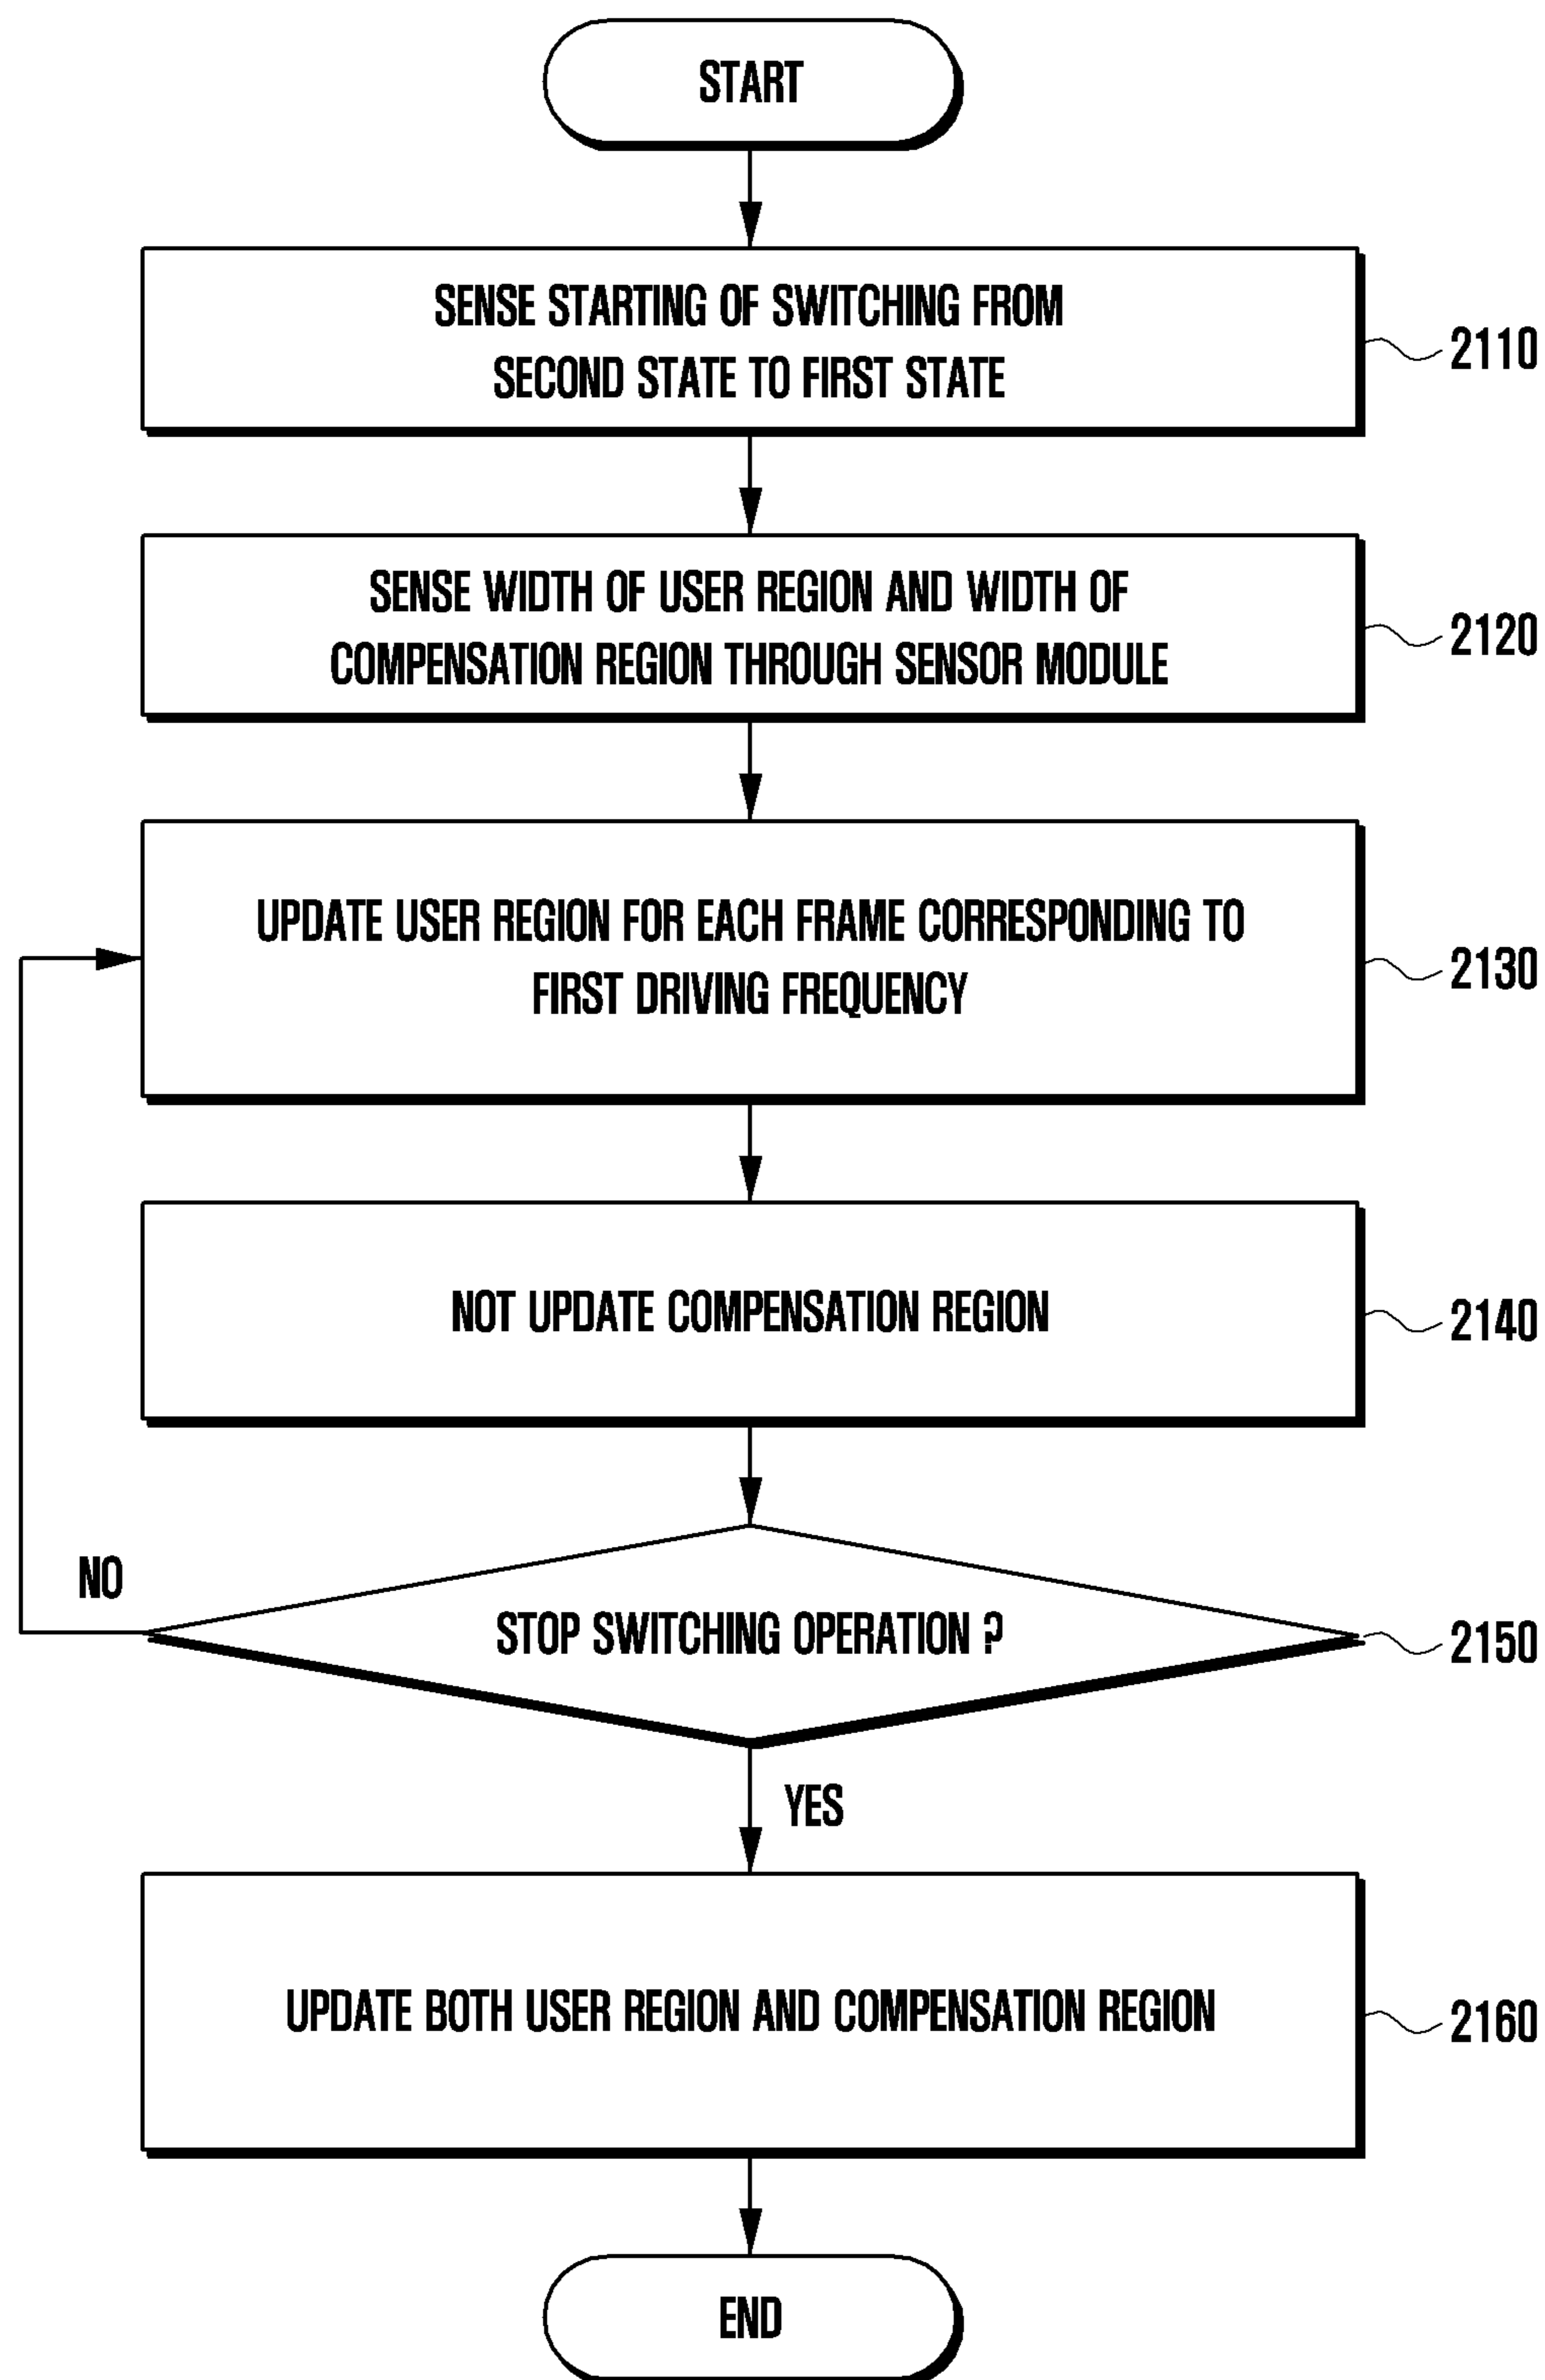 START
SENSE STARTING OF SWITCHING FROM
SECOND STATE TO FIRST STATE
2110
SENSE WIDTH OF USER REGION AND WIDTH OF
COMPENSATION REGION THROUGH SENSOR MODULE
2120
UPDATE USER REGION FOR EACH FRAME CORRESPONDING TO
FIRST DRIVING FREQUENCY
2130
NOT UPDATE COMPENSATION REGION
2140
NO
STOP SWITCHING OPERATION ?
2150
YES
UPDATE BOTH USER REGION AND COMPENSATION REGION
2160
END